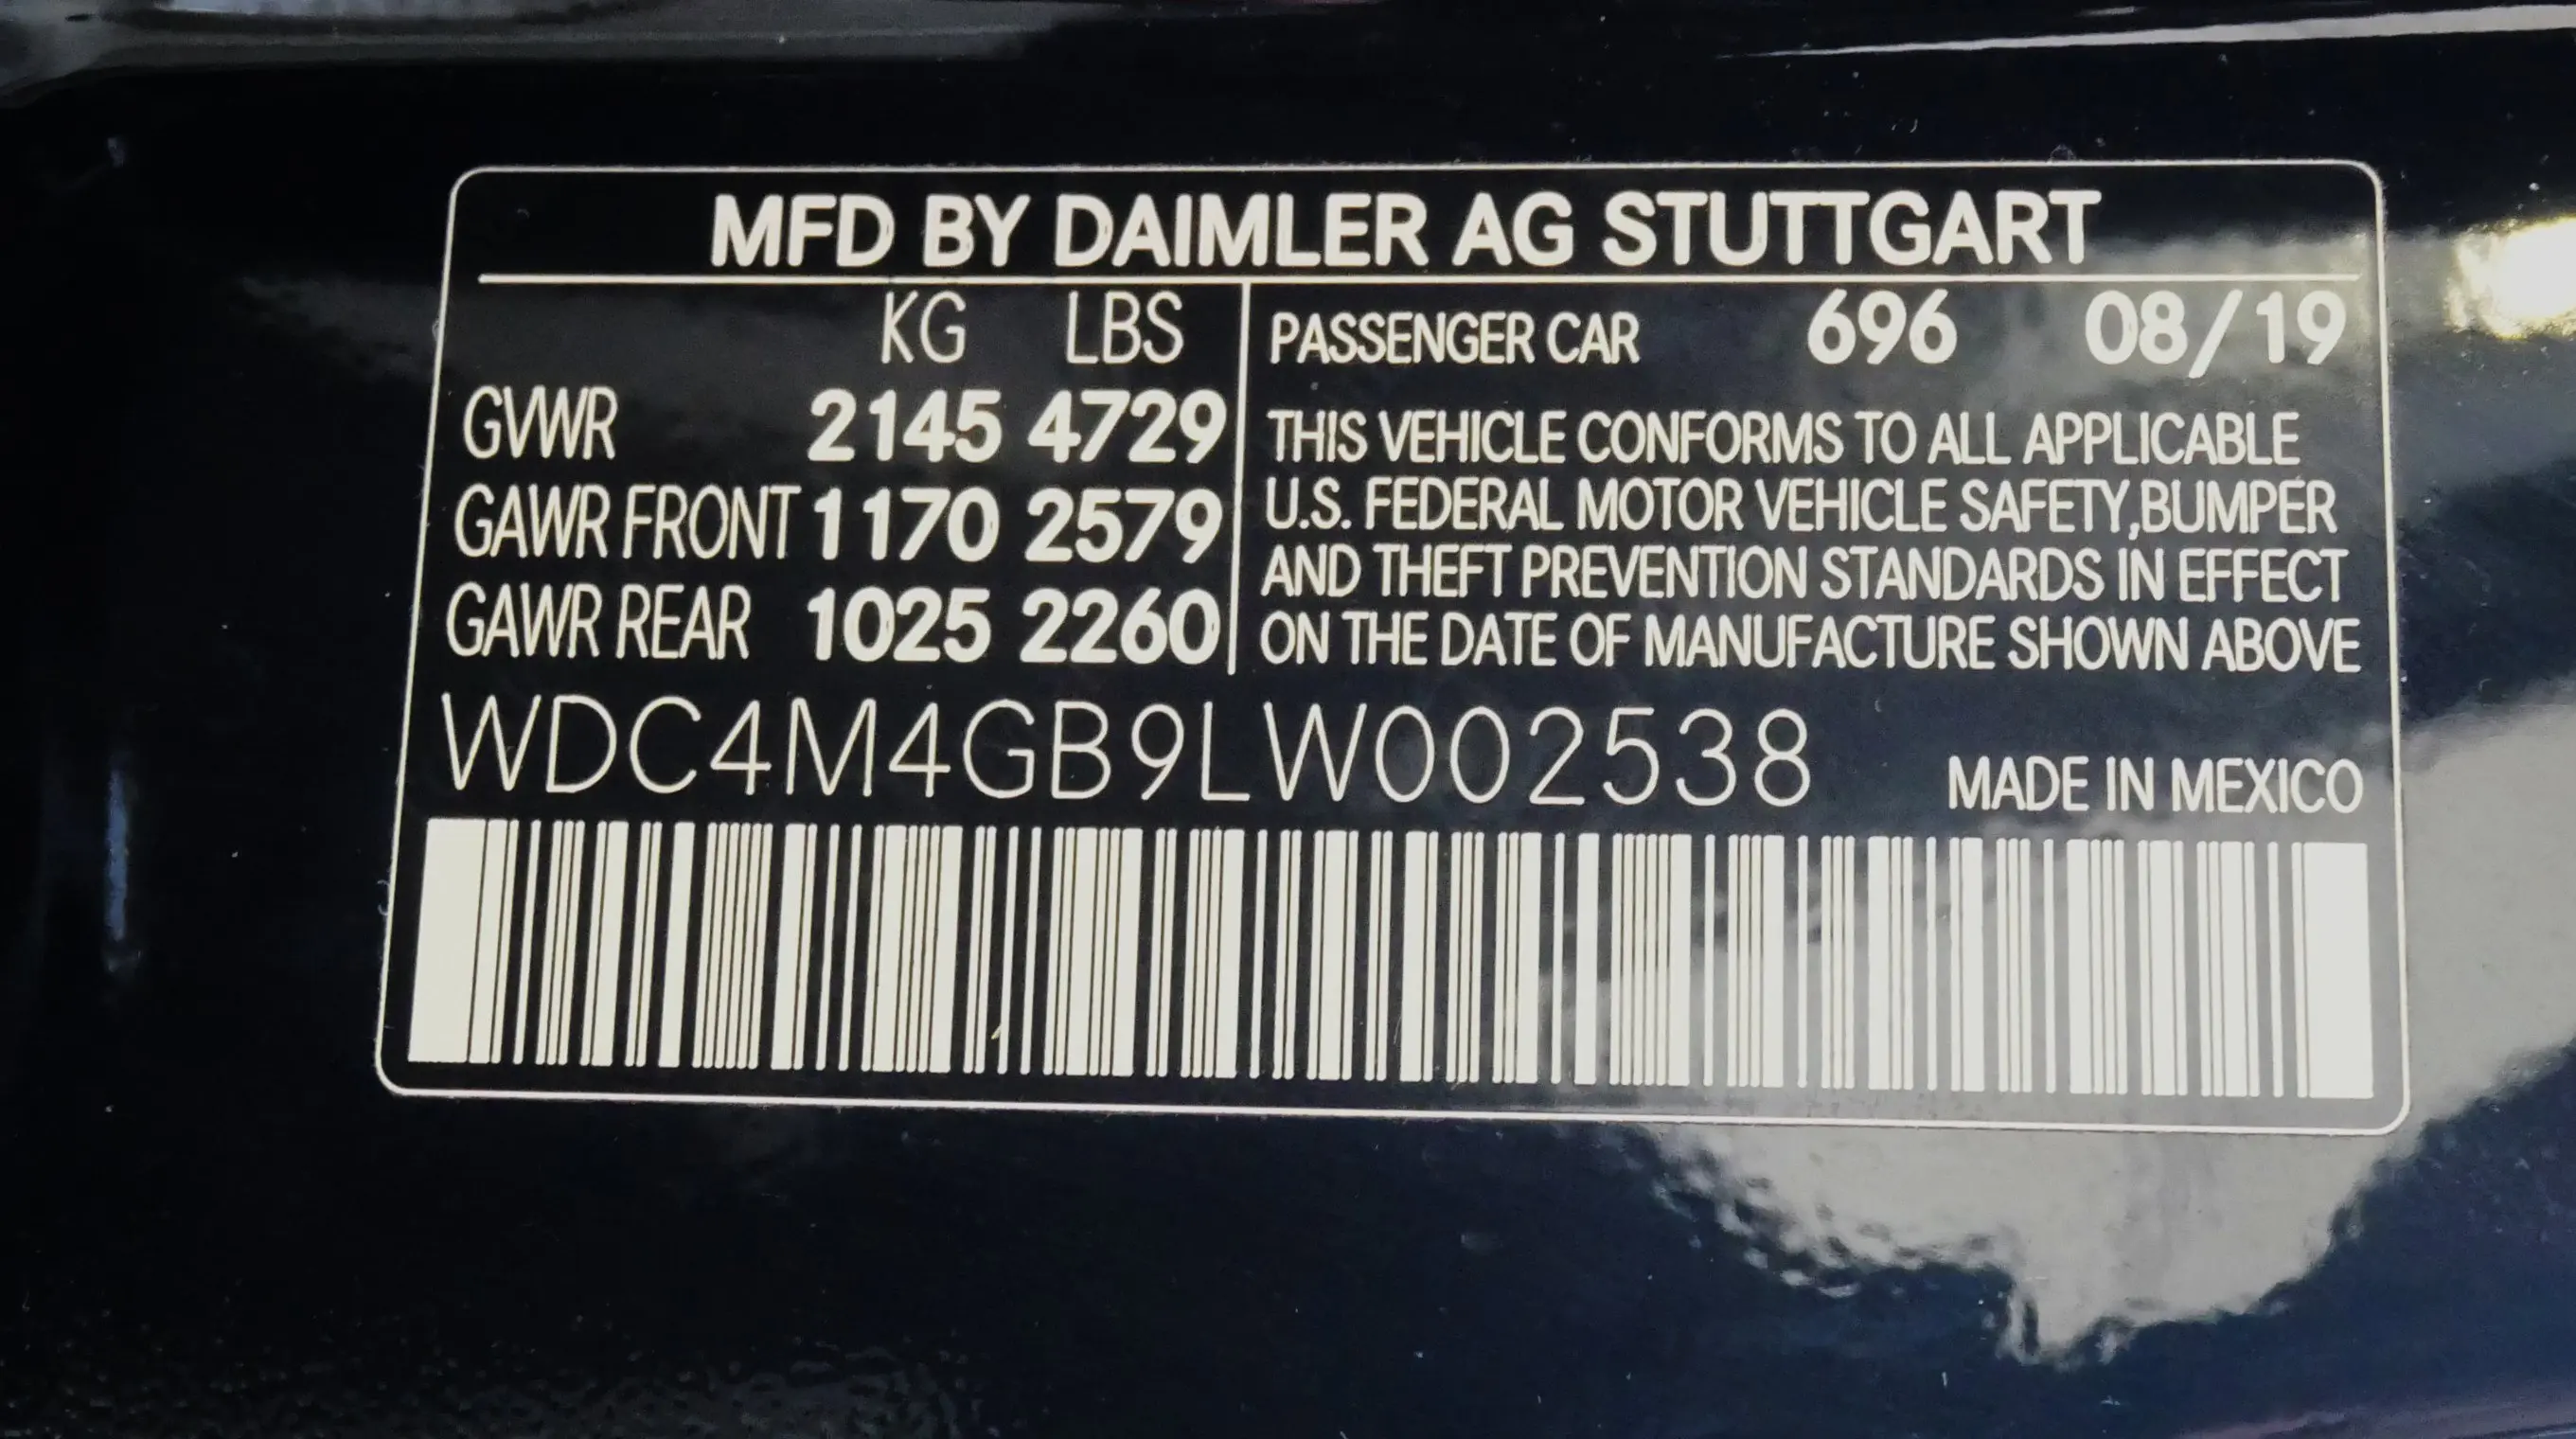 MFD BY DAIMLER AG STUTTGART
KG LBS
GVWR 2145 4729
GAWR FRONT 1170 2579
GAWR REAR 1025 2260
PASSENGER CAR 696 08/19
THIS VEHICLE CONFORMS TO ALL APPLICABLE
U.S. FEDERAL MOTOR VEHICLE SAFETY,BUMPER
AND THEFT PREVENTION STANDARDS IN EFFECT
ON THE DATE OF MANUFACTURE SHOWN ABOVE
WDC4M4GB9LW002538
MADE IN MEXICO